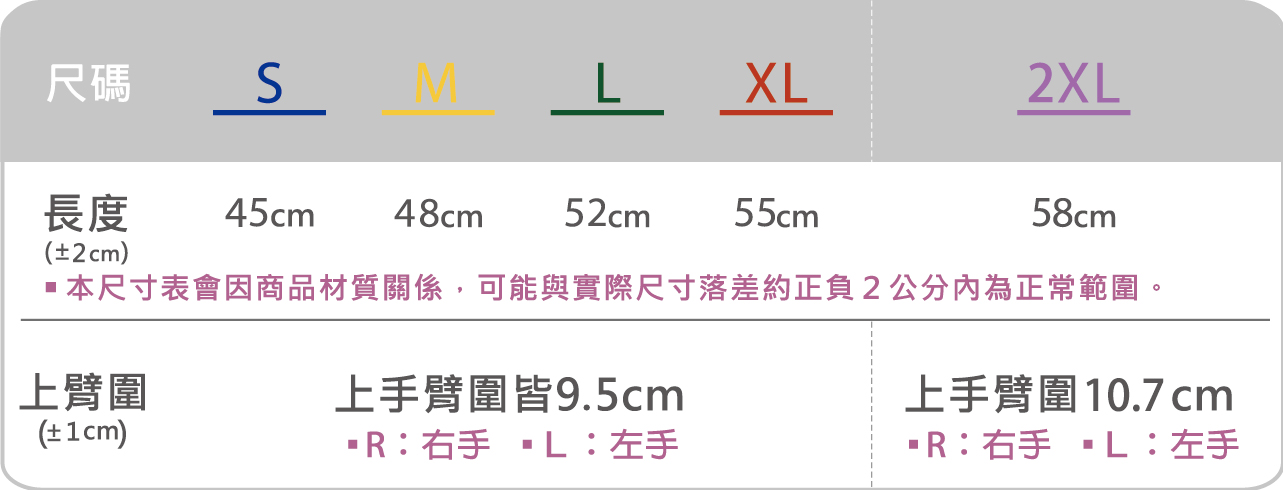 尺碼 S M L XL 2XL
長度 45cm 48cm 52cm 55cm 58cm
(±2cm)
▪本尺寸表會因商品材質關係，可能與實際尺寸落差約正負2公分內為正常範圍。
上臂圍 上手臂圍皆9.5cm 上手臂圍10.7cm
(±1cm) ▪R：右手 ▪L：左手 ▪R：右手 ▪L：左手